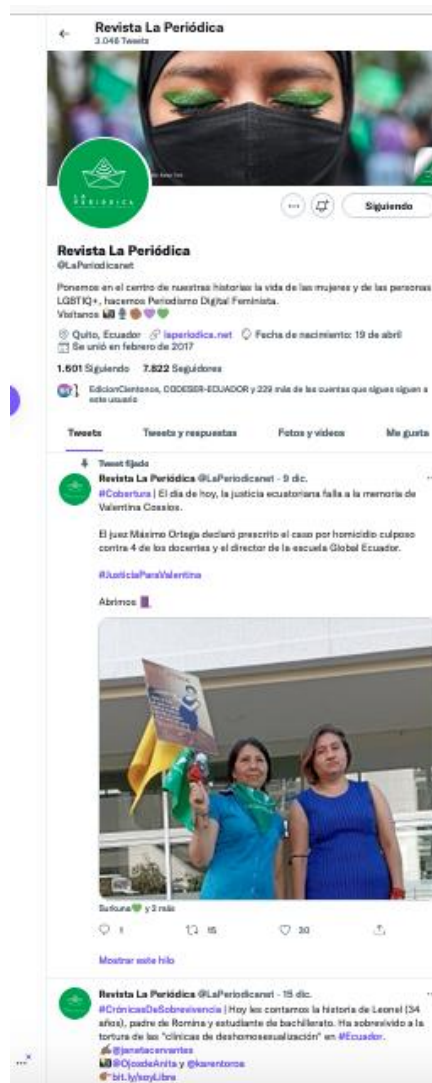 Revista La Periódica
3.046 Tweets
LA
PERIÓDICA
Siguiendo
Revista La Periódica
@LaPeriodicanet
Ponemos en el centro de nuestras historias la vida de las mujeres y de las personas
LGBTIQ+, hacemos Periodismo Digital Feminista.
Visítanos
Quito, Ecuador laperiodica.net Fecha de nacimiento: 19 de abril
Se unió en febrero de 2017
1.601 Siguiendo 7.822 Seguidores
EdicionCientonce, CODESER-ECUADOR y 229 más de las cuentas que sigues siguen a
este usuario
Tweets Tweets y respuestas Fotos y videos Me gusta
Tweet fijado
Revista La Periódica @LaPeriodicanet · 9 dic.
#Cobertura | El día de hoy, la justicia ecuatoriana falla a la memoria de
Valentina Cosíos.
El juez Máximo Ortega declaró prescrito el caso por homicidio culposo
contra 4 de los docentes y el director de la escuela Global Ecuador.
#JusticiaParaValentina
Abrimos
Surkuna y 2 más
1 15 30
Mostrar este hilo
Revista La Periódica @LaPeriodicanet · 15 dic.
#CrónicasDeSobrevivencia | Hoy les contamos la historia de Leonel (34
años), padre de Romina y estudiante de bachillerato. Ha sobrevivido a la
tortura de las "clínicas de deshomosexualización" en #Ecuador.
@janetacervantes
@OjosdeAnita y @karentoros
bit.ly/soyLibre